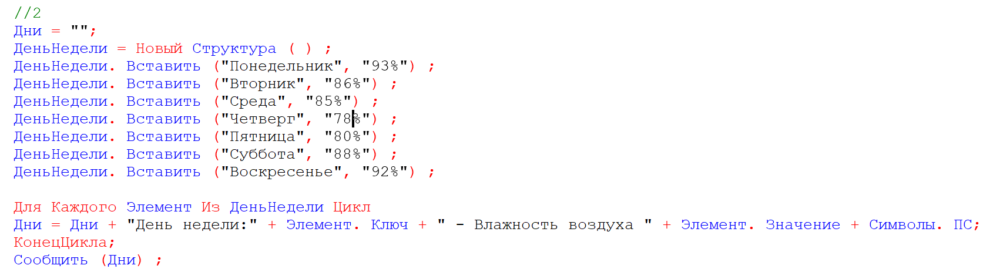 //2
Дни = "";
ДеньНедели = Новый Структура ( ) ;
ДеньНедели. Вставить ("Понедельник", "93%") ;
ДеньНедели. Вставить ("Вторник", "86%") ;
ДеньНедели. Вставить ("Среда", "85%") ;
ДеньНедели. Вставить ("Четверг", "78%") ;
ДеньНедели. Вставить ("Пятница", "80%") ;
ДеньНедели. Вставить ("Суббота", "88%") ;
ДеньНедели. Вставить ("Воскресенье", "92%") ;
Для Каждого Элемент Из ДеньНедели Цикл
Дни = Дни + "День недели:" + Элемент. Ключ + " - Влажность воздуха " + Элемент. Значение + Символы. ПС;
КонецЦикла;
Сообщить (Дни) ;